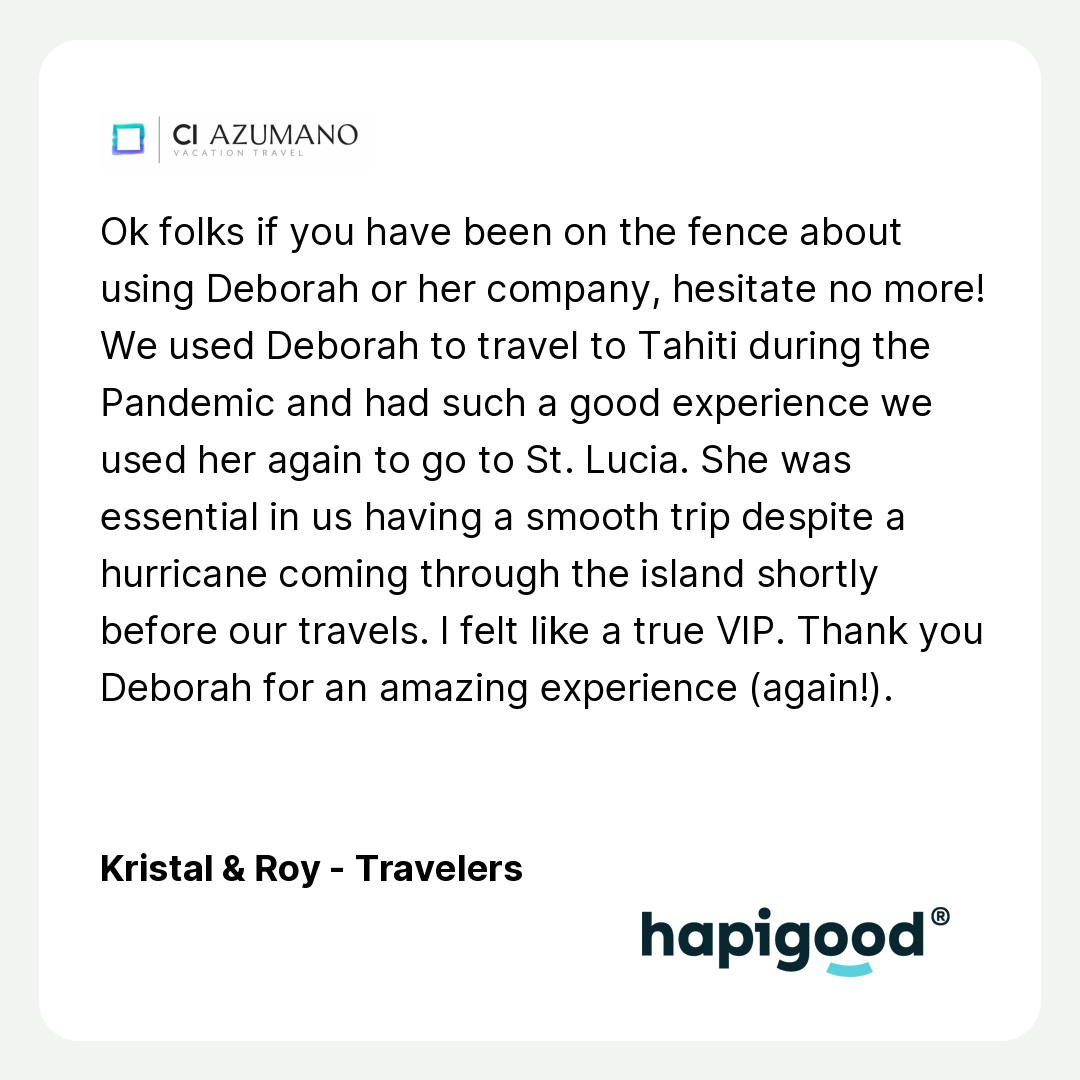 CI AZUMANO
VACATION TRAVEL
Ok folks if you have been on the fence about
using Deborah or her company, hesitate no more!
We used Deborah to travel to Tahiti during the
Pandemic and had such a good experience we
used her again to go to St. Lucia. She was
essential in us having a smooth trip despite a
hurricane coming through the island shortly
before our travels. I felt like a true VIP. Thank you
Deborah for an amazing experience (again!).
Kristal & Roy - Travelers
hapigood®